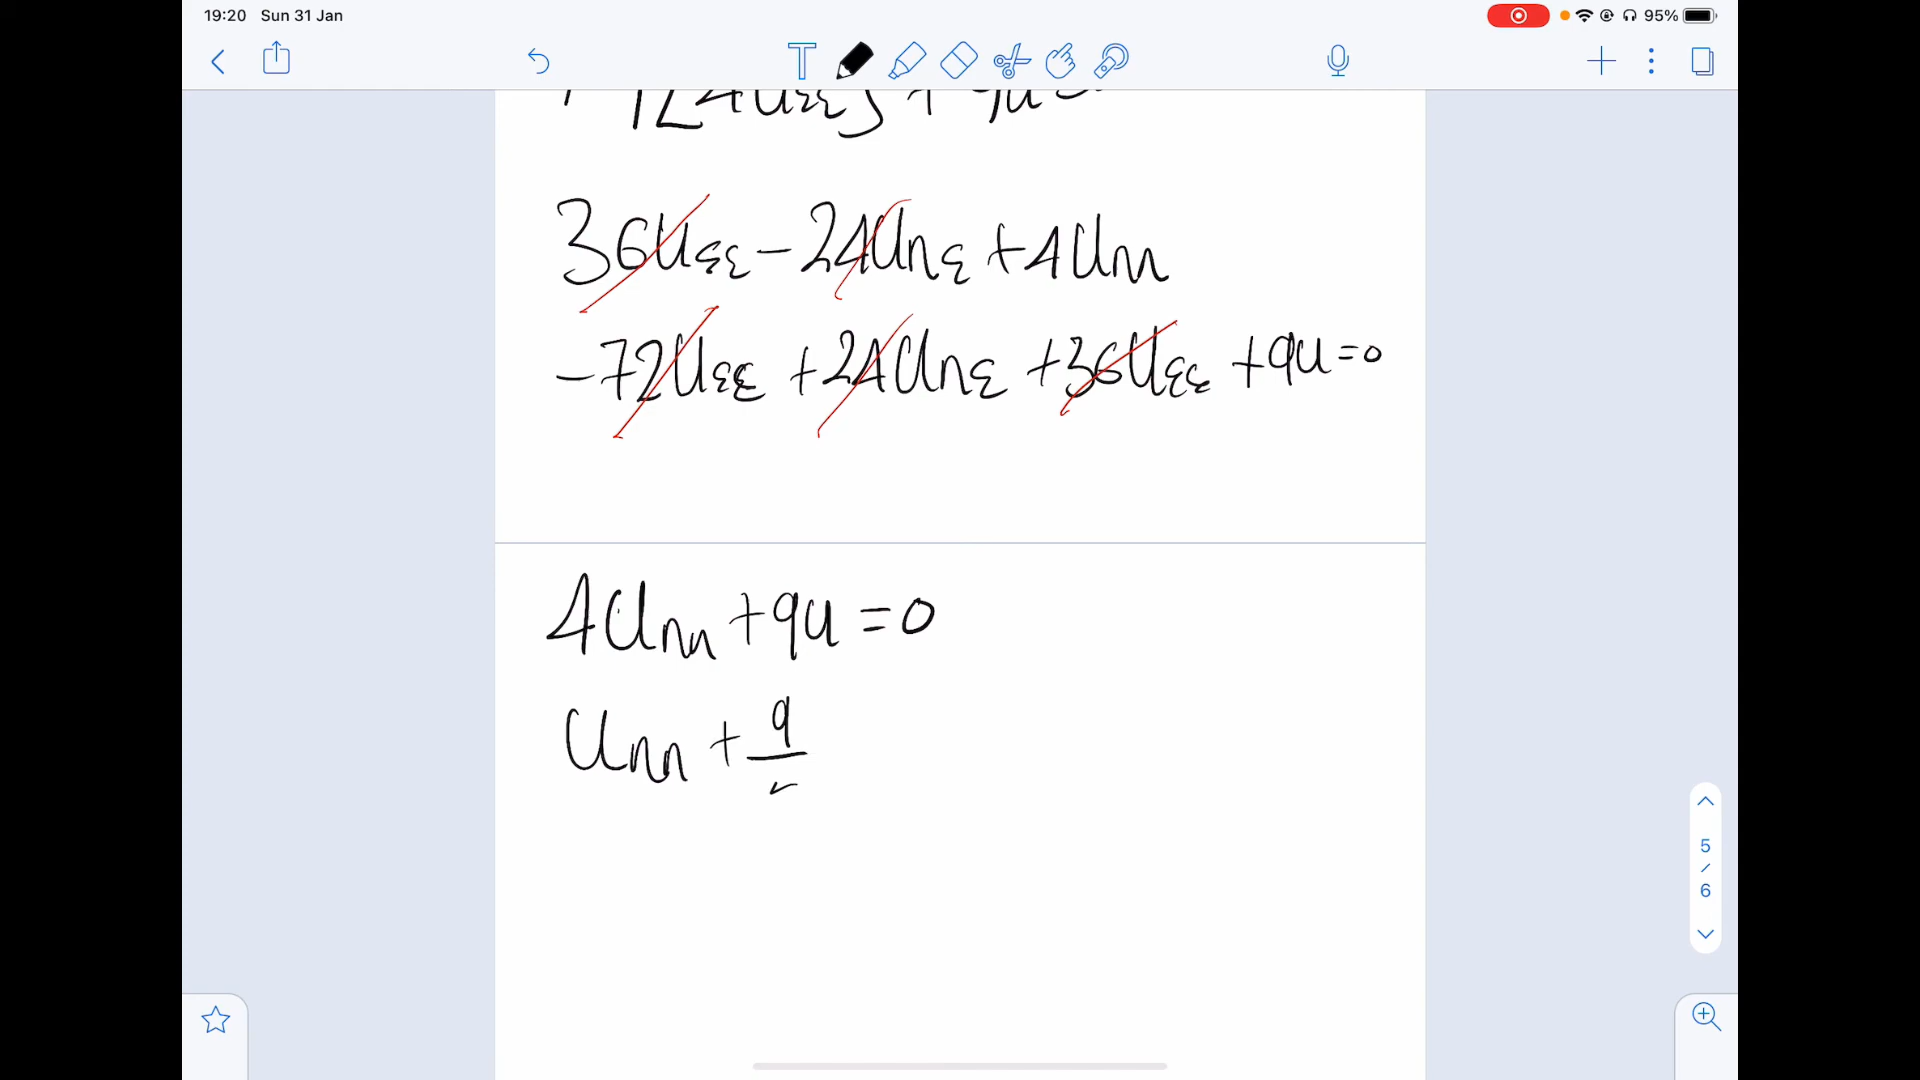 19:20 Sun 31 Jan 95%
T
36Uξξ - 24Uηξ + 4Uηη
-72Uξξ + 24Uηξ + 36Uξξ + 9u = 0
4Uηη + 9u = 0
Uηη + 9/
5
/
6